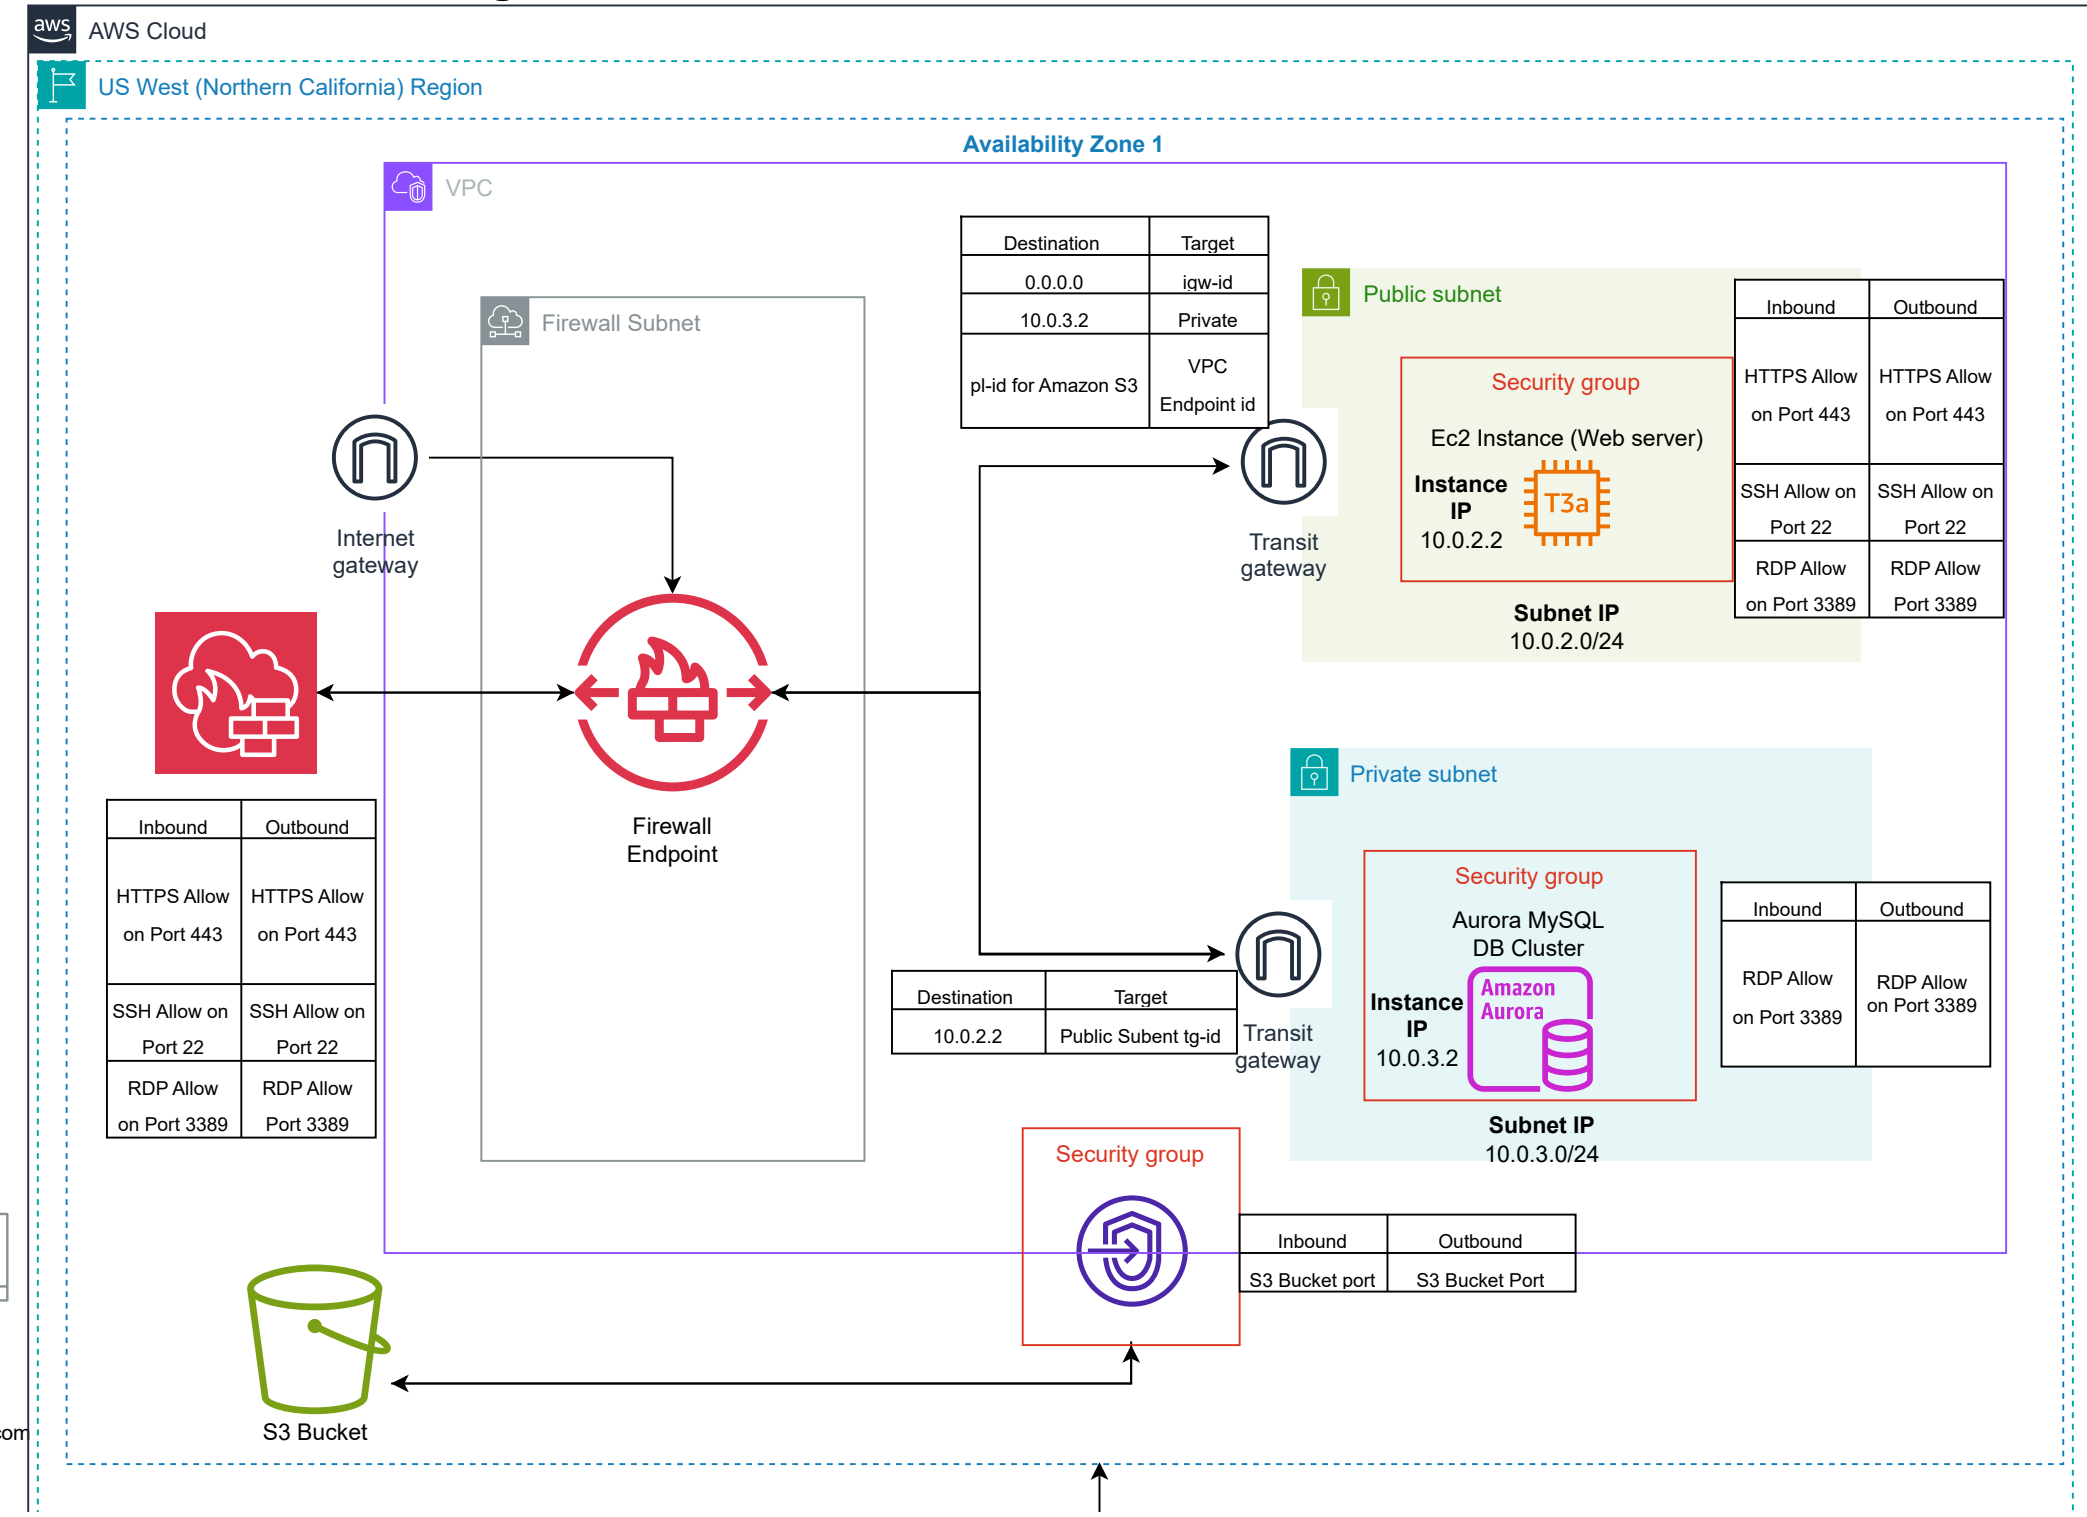 aws
AWS Cloud
US West (Northern California) Region
Availability Zone 1
VPC
Destination Target
0.0.0.0 igw-id
10.0.3.2 Private
pl-id for Amazon S3 VPC
Endpoint id
Firewall Subnet
Public subnet
Inbound Outbound
HTTPS Allow HTTPS Allow
on Port 443 on Port 443
SSH Allow on SSH Allow on
Port 22 Port 22
RDP Allow RDP Allow
on Port 3389 Port 3389
Security group
Ec2 Instance (Web server)
Instance
IP
10.0.2.2
T3a
Subnet IP
10.0.2.0/24
Internet
gateway
Transit
gateway
Firewall
Endpoint
Inbound Outbound
HTTPS Allow HTTPS Allow
on Port 443 on Port 443
SSH Allow on SSH Allow on
Port 22 Port 22
RDP Allow RDP Allow
on Port 3389 Port 3389
Private subnet
Security group
Aurora MySQL
DB Cluster
Instance
IP
10.0.3.2
Amazon
Aurora
Subnet IP
10.0.3.0/24
Inbound Outbound
RDP Allow RDP Allow
on Port 3389 on Port 3389
Destination Target
10.0.2.2 Public Subent tg-id
Transit
gateway
Security group
Inbound Outbound
S3 Bucket port S3 Bucket Port
S3 Bucket
com